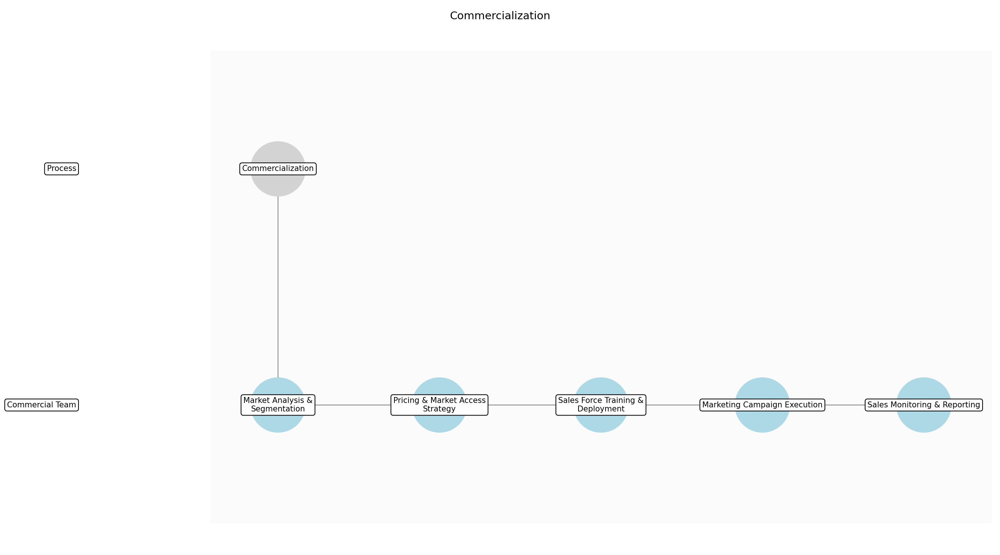 Commercialization
Process
Commercialization
Commercial Team
Market Analysis &
Segmentation
Pricing & Market Access
Strategy
Sales Force Training &
Deployment
Marketing Campaign Execution
Sales Monitoring & Reporting